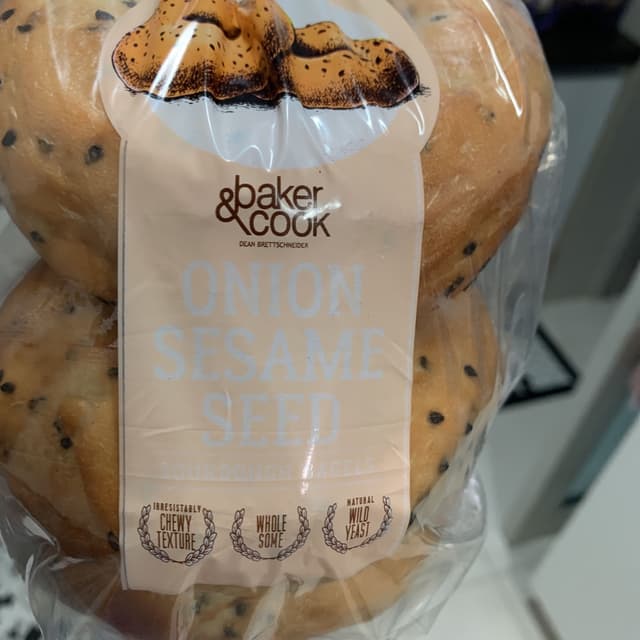 baker
&COOK
DEAN BRETTSCHNEIDER
ONION
SESAME
SEED
IRRESISTABLY
CHEWY
TEXTURE
WHOLE
SOME
NATURAL
WILD
YEAST